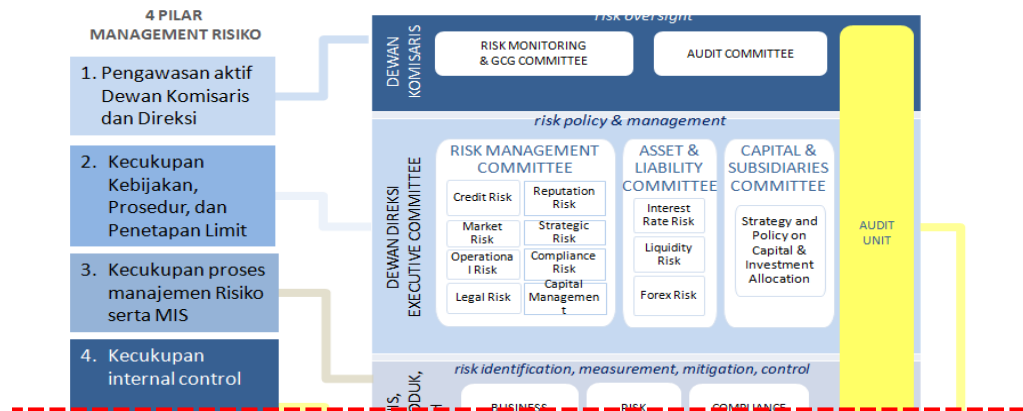 4 PILAR
MANAGEMENT RISIKO
1. Pengawasan aktif
Dewan Komisaris
dan Direksi
2. Kecukupan
Kebijakan,
Prosedur, dan
Penetapan Limit
3. Kecukupan proses
manajemen Risiko
serta MIS
4. Kecukupan
internal control
risk oversight
DEWAN
KOMISARIS
RISK MONITORING
& GCG COMMITTEE
AUDIT COMMITTEE
risk policy & management
DEWAN DIREKSI
EXECUTIVE COMMITTEE
RISK MANAGEMENT
COMMITTEE
Credit Risk
Reputation
Risk
Market
Risk
Strategic
Risk
Operationa
l Risk
Compliance
Risk
Legal Risk
Capital
Managemen
t
ASSET &
LIABILITY
COMMITTEE
Interest
Rate Risk
Liquidity
Risk
Forex Risk
CAPITAL &
SUBSIDIARIES
COMMITTEE
Strategy and
Policy on
Capital &
Investment
Allocation
AUDIT
UNIT
risk identification, measurement, mitigation, control
BUSINESS
RISK
COMPLIANCE